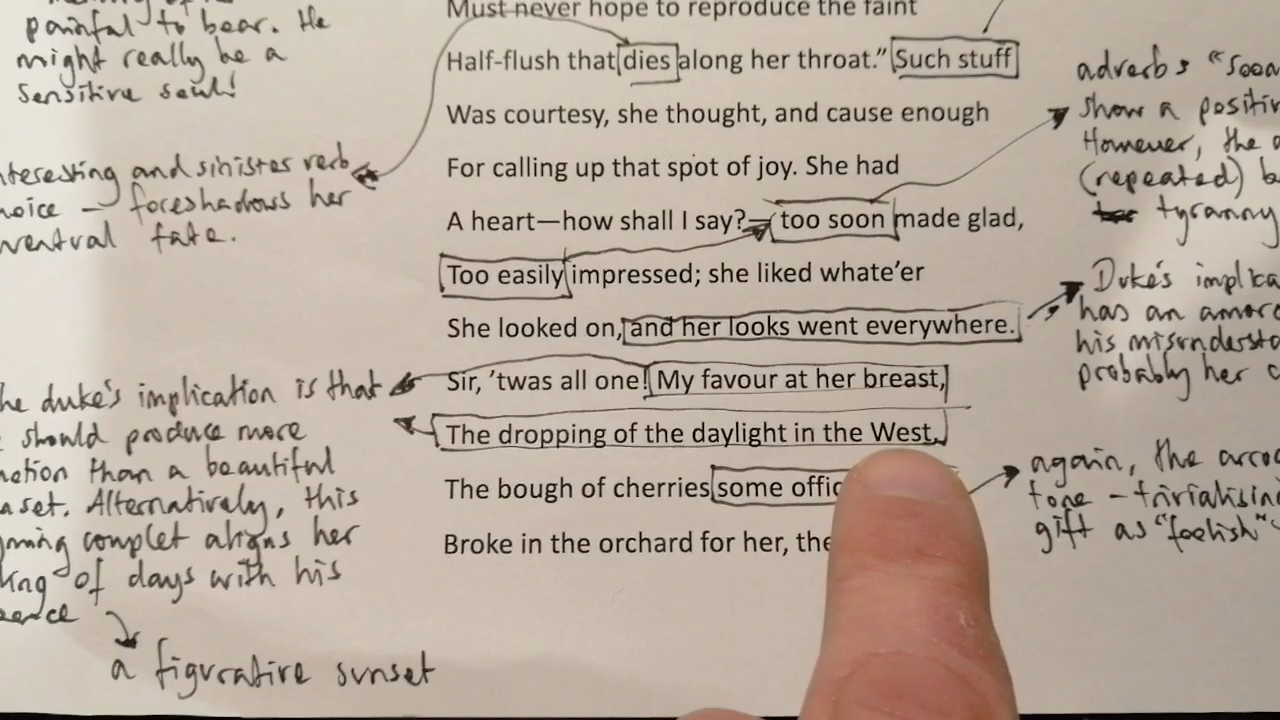 painful to bear. He
might really be a
sensitive soul!
interesting and sinister verb
choice – foreshadows her
eventual fate.
the duke's implication is that
should produce more
than a beautiful
Alternatively, this
couplet aligns her
of days with his
a figurative sunset
Must never hope to reproduce the faint
Half-flush that dies along her throat.” Such stuff
Was courtesy, she thought, and cause enough
For calling up that spot of joy. She had
A heart—how shall I say?— too soon made glad,
Too easily impressed; she liked whate’er
She looked on, and her looks went everywhere.
Sir, ’twas all one! My favour at her breast,
The dropping of the daylight in the West,
The bough of cherries some offic
Broke in the orchard for her, the
adverbs "soon
show a positiv
However, the a
(repeated) b
tyranny
Duke's implica
has an amor
his misundersta
probably her c
again, the arro
tone – trivialisin
gift as "foolish"